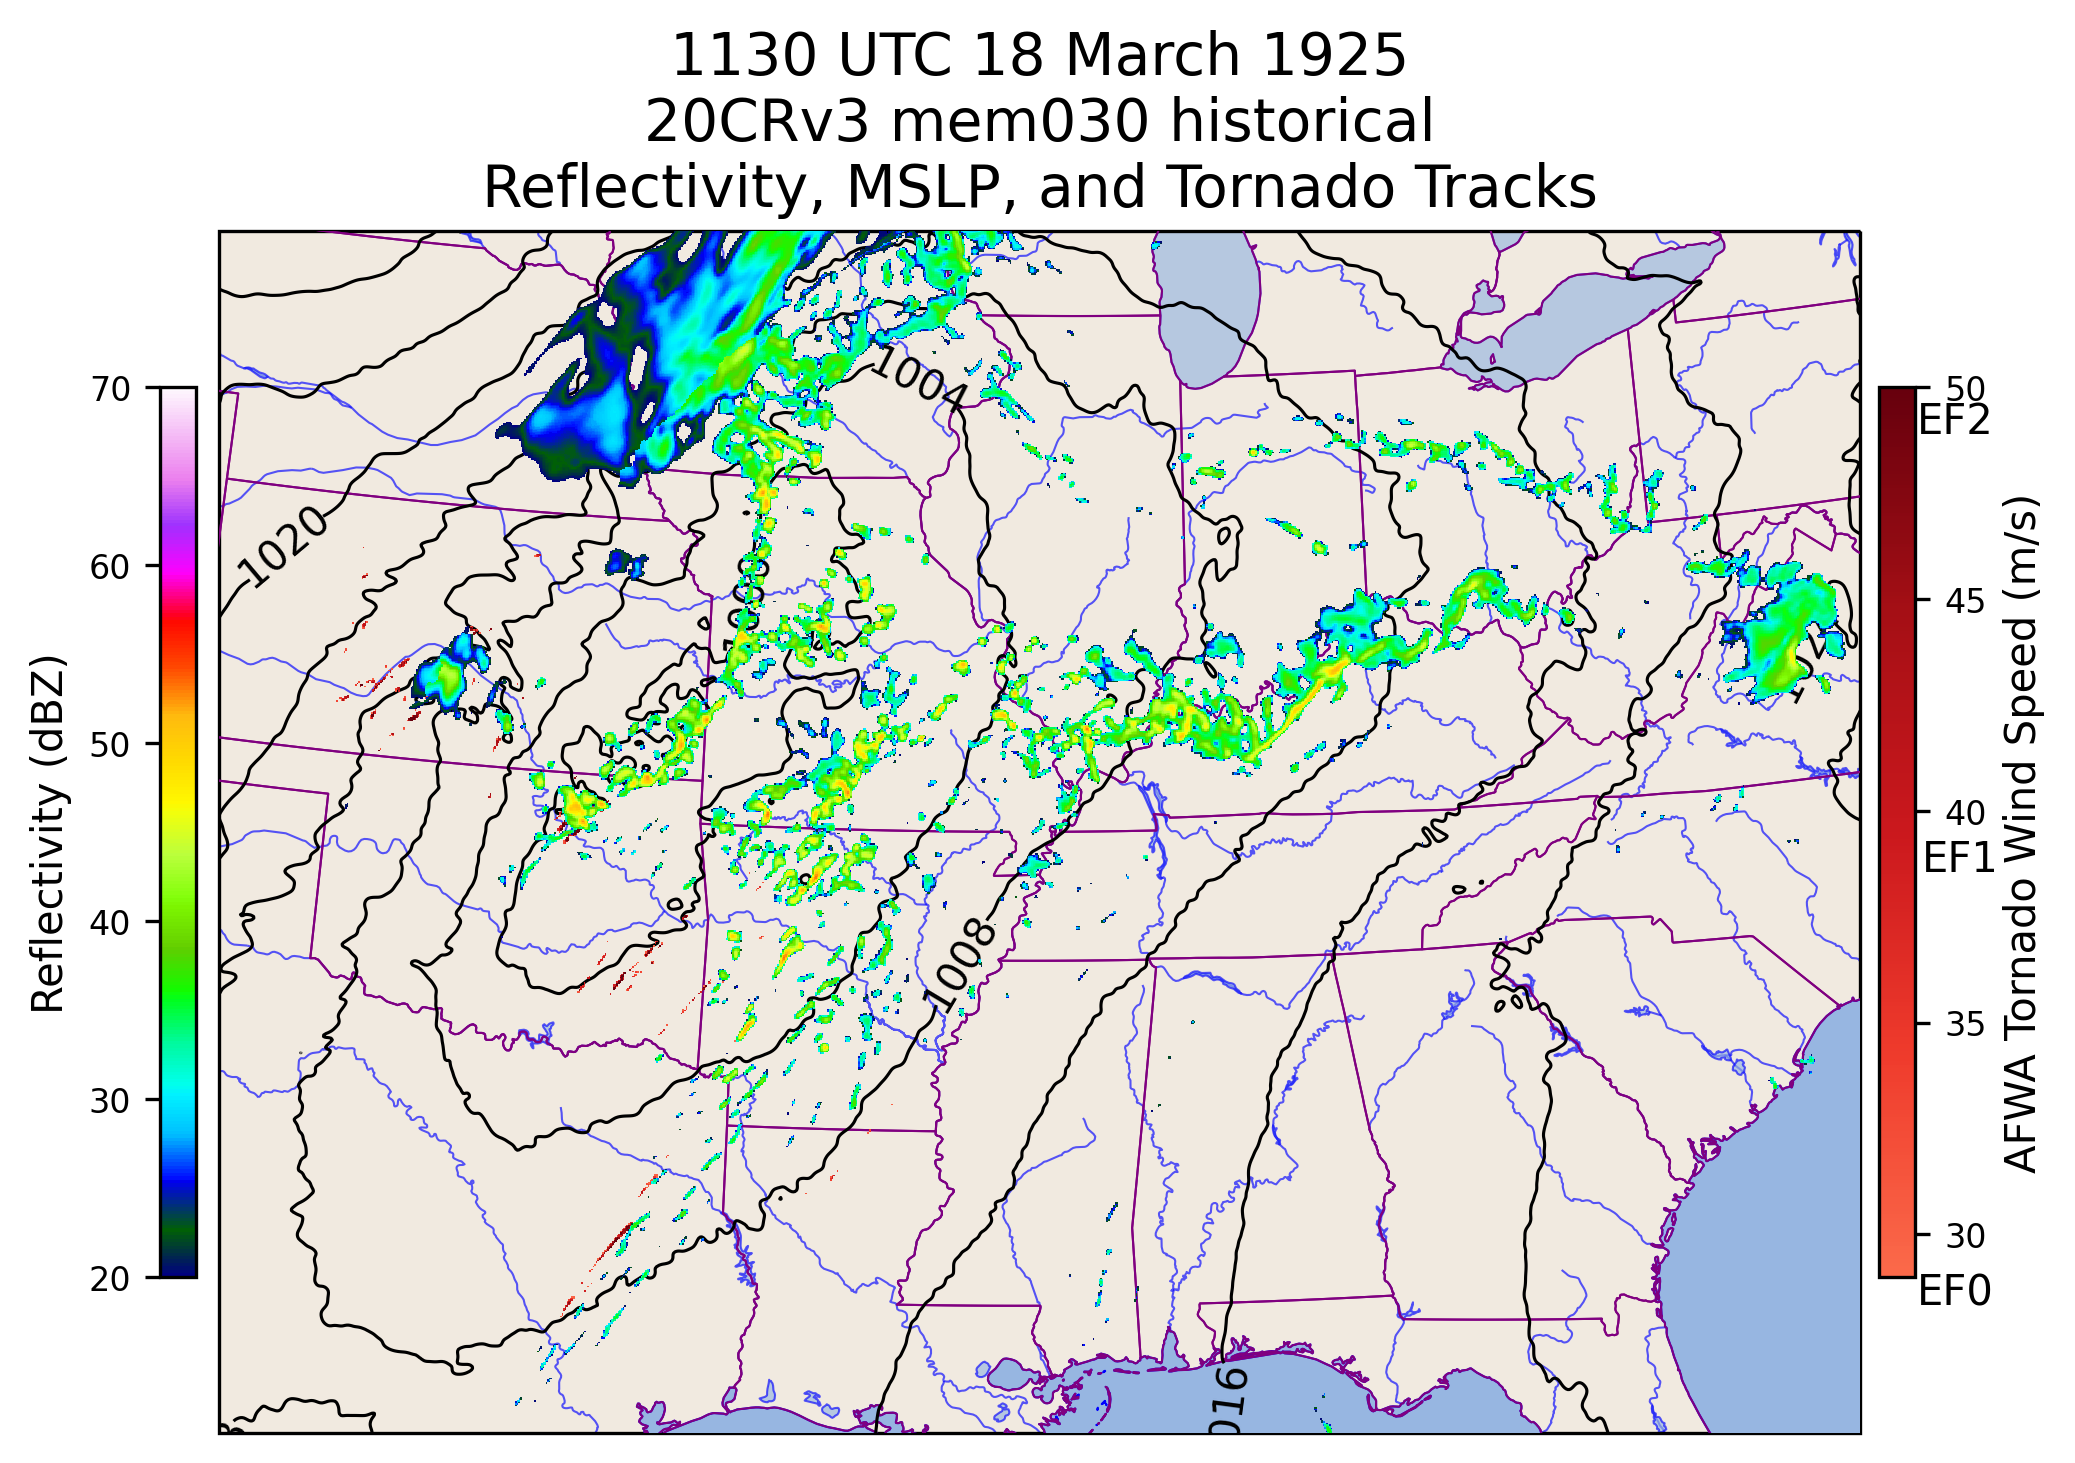 1130 UTC 18 March 1925
20CRv3 mem030 historical
Reflectivity, MSLP, and Tornado Tracks
Reflectivity (dBZ)
70
60
50
40
30
20
1020
1004
1008
016
50
EF2
45
40
EF1
35
30
EF0
AFWA Tornado Wind Speed (m/s)